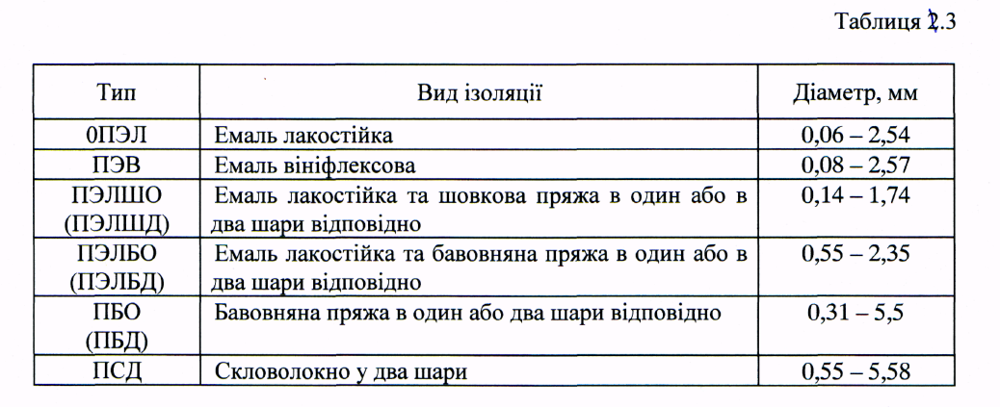 Таблиця 2.3
Тип Вид ізоляції Діаметр, мм
0ПЭЛ Емаль лакостійка 0,06 – 2,54
ПЭВ Емаль вініфлексова 0,08 – 2,57
ПЭЛШО Емаль лакостійка та шовкова пряжа в один або в 0,14 – 1,74
(ПЭЛШД) два шари відповідно
ПЭЛБО Емаль лакостійка та бавовняна пряжа в один або в 0,55 – 2,35
(ПЭЛБД) два шари відповідно
ПБО Бавовняна пряжа в один або два шари відповідно 0,31 – 5,5
(ПБД)
ПСД Скловолокно у два шари 0,55 – 5,58